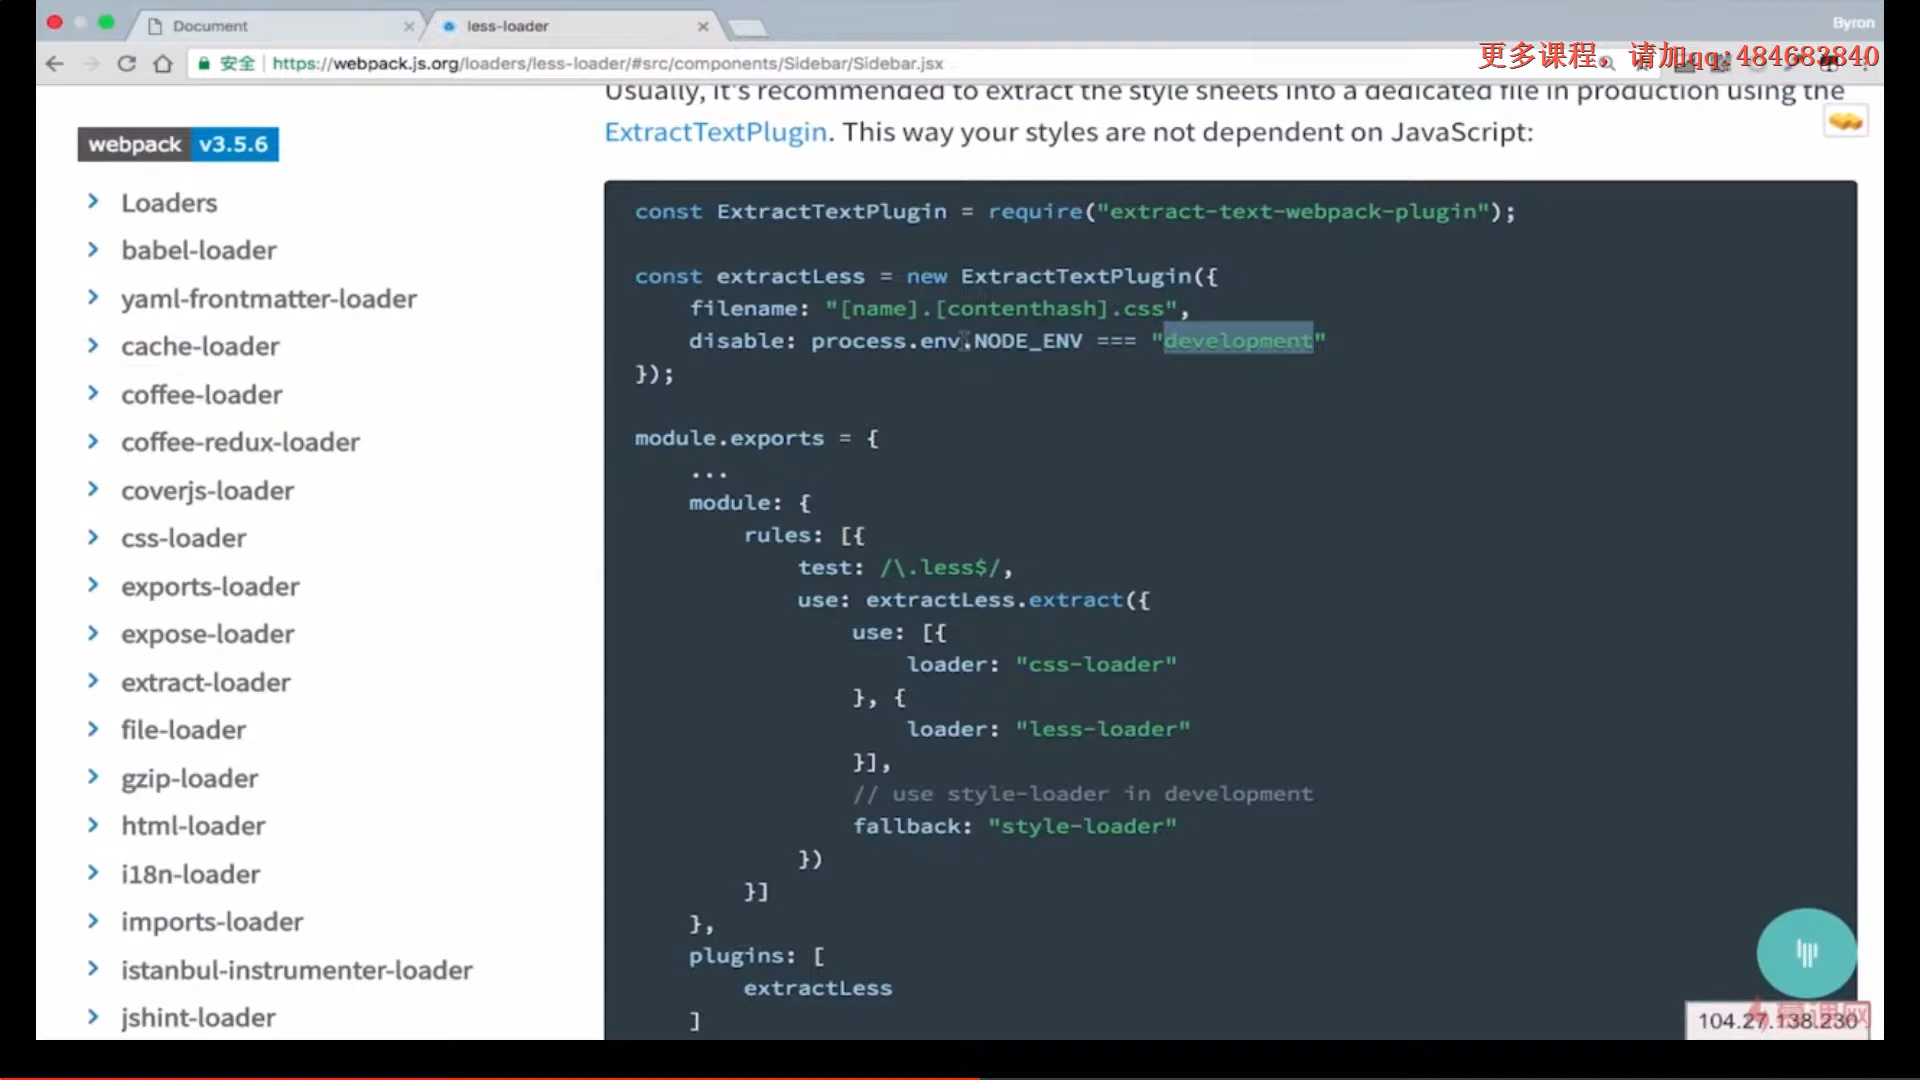 Document
less-loader
Byron
安全
https://webpack.js.org/loaders/less-loader/#src/components/Sidebar/Sidebar.jsx
更多课程，请加qq:484683840
webpack v3.5.6
Loaders
babel-loader
yaml-frontmatter-loader
cache-loader
coffee-loader
coffee-redux-loader
coverjs-loader
css-loader
exports-loader
expose-loader
extract-loader
file-loader
gzip-loader
html-loader
i18n-loader
imports-loader
istanbul-instrumenter-loader
jshint-loader
Usually, it's recommended to extract the style sheets into a dedicated file in production using the
ExtractTextPlugin. This way your styles are not dependent on JavaScript:
const ExtractTextPlugin = require("extract-text-webpack-plugin");
const extractLess = new ExtractTextPlugin({
filename: "[name].[contenthash].css",
disable: process.env.NODE_ENV === "development"
});
module.exports = {
...
module: {
rules: [{
test: /\.less$/,
use: extractLess.extract({
use: [{
loader: "css-loader"
}, {
loader: "less-loader"
}],
// use style-loader in development
fallback: "style-loader"
})
}]
},
plugins: [
extractLess
]
慕课网
104.27.138.230